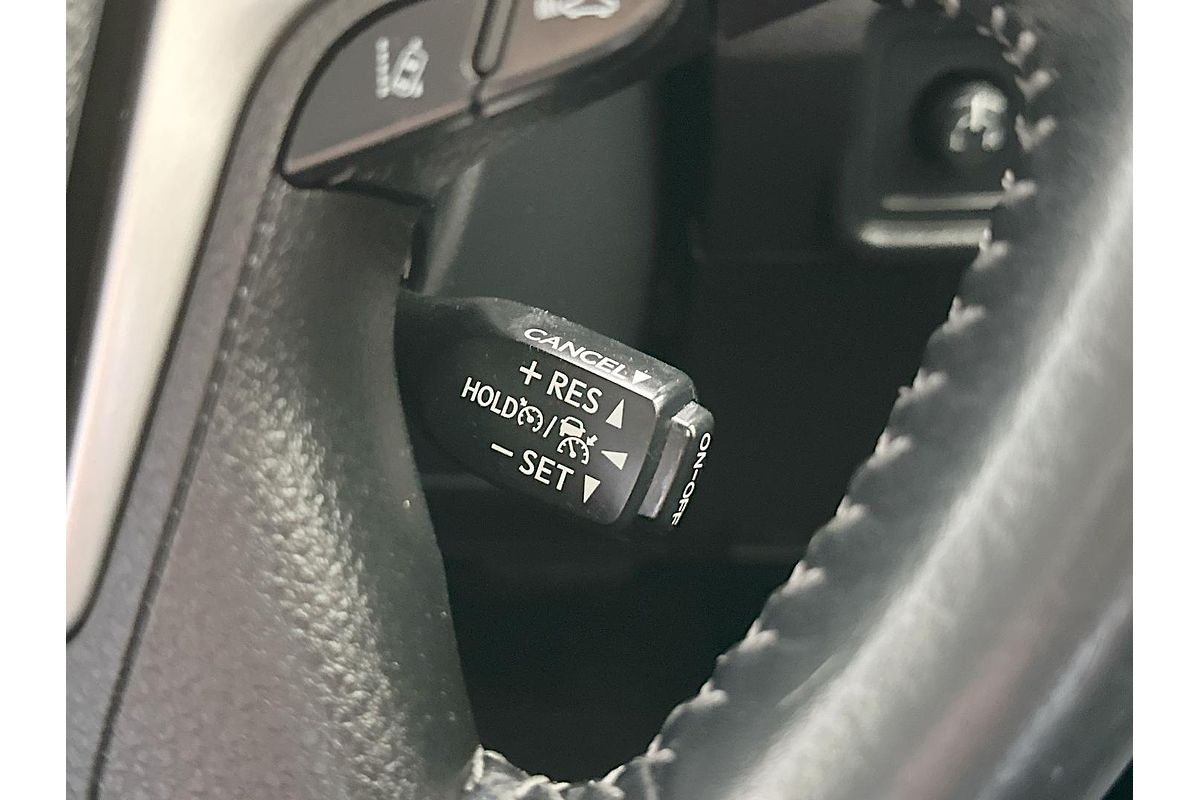 CANCEL▼
+ RES ▲
HOLD / ◀
– SET ▼
ON-OFF